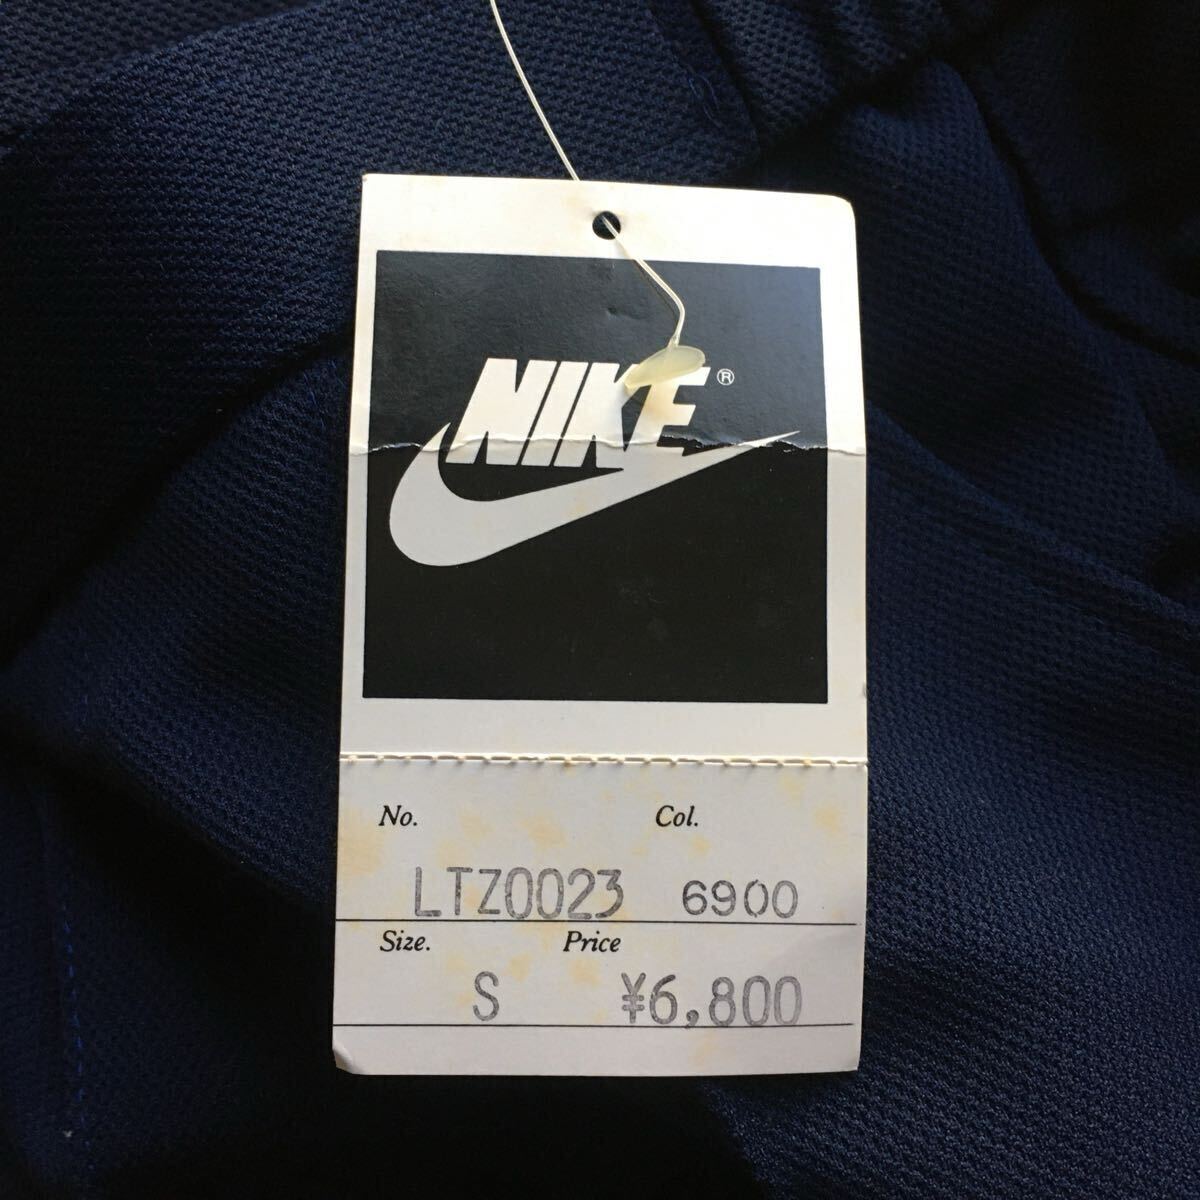 NIKE®
No. Col.
LTZ0023 6900
Size. Price
S ¥6,800